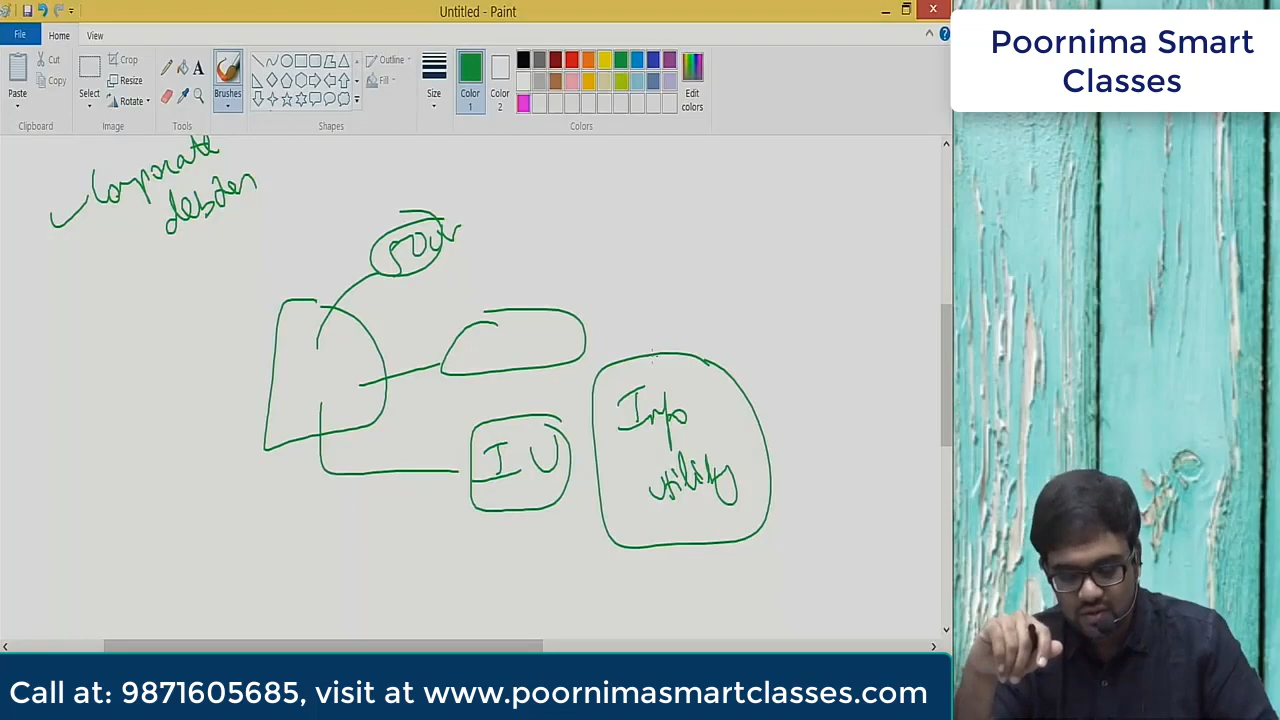 Untitled - Paint
File
Home
View
Paste
Cut
Copy
Clipboard
Select
Crop
Resize
Rotate
Image
A
Tools
Brushes
Outline
Fill
Shapes
Size
Color
1
Color
2
Edit
colors
Colors
Poornima Smart
Classes
Corporate
debtor
IU
Info
utility
Call at: 9871605685, visit at www.poornimasmartclasses.com